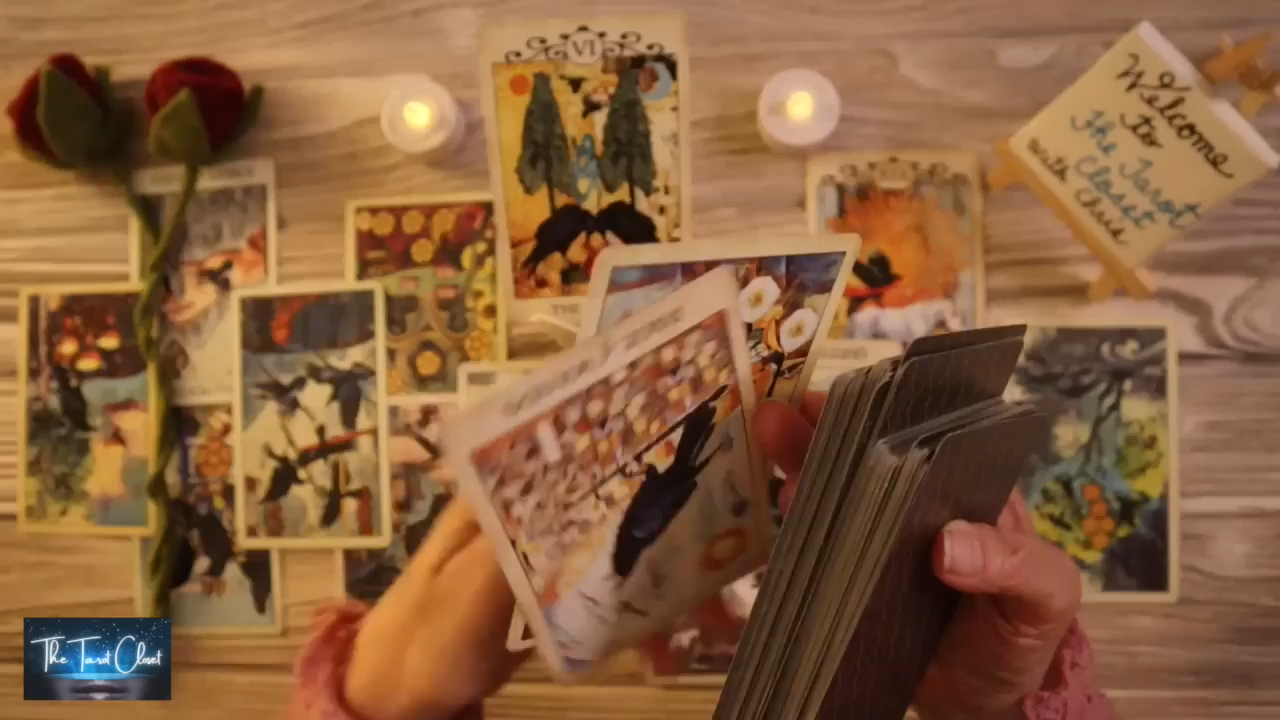 VI
Welcome
to
The Tarot
Closet
with Chris
The Tarot Closet